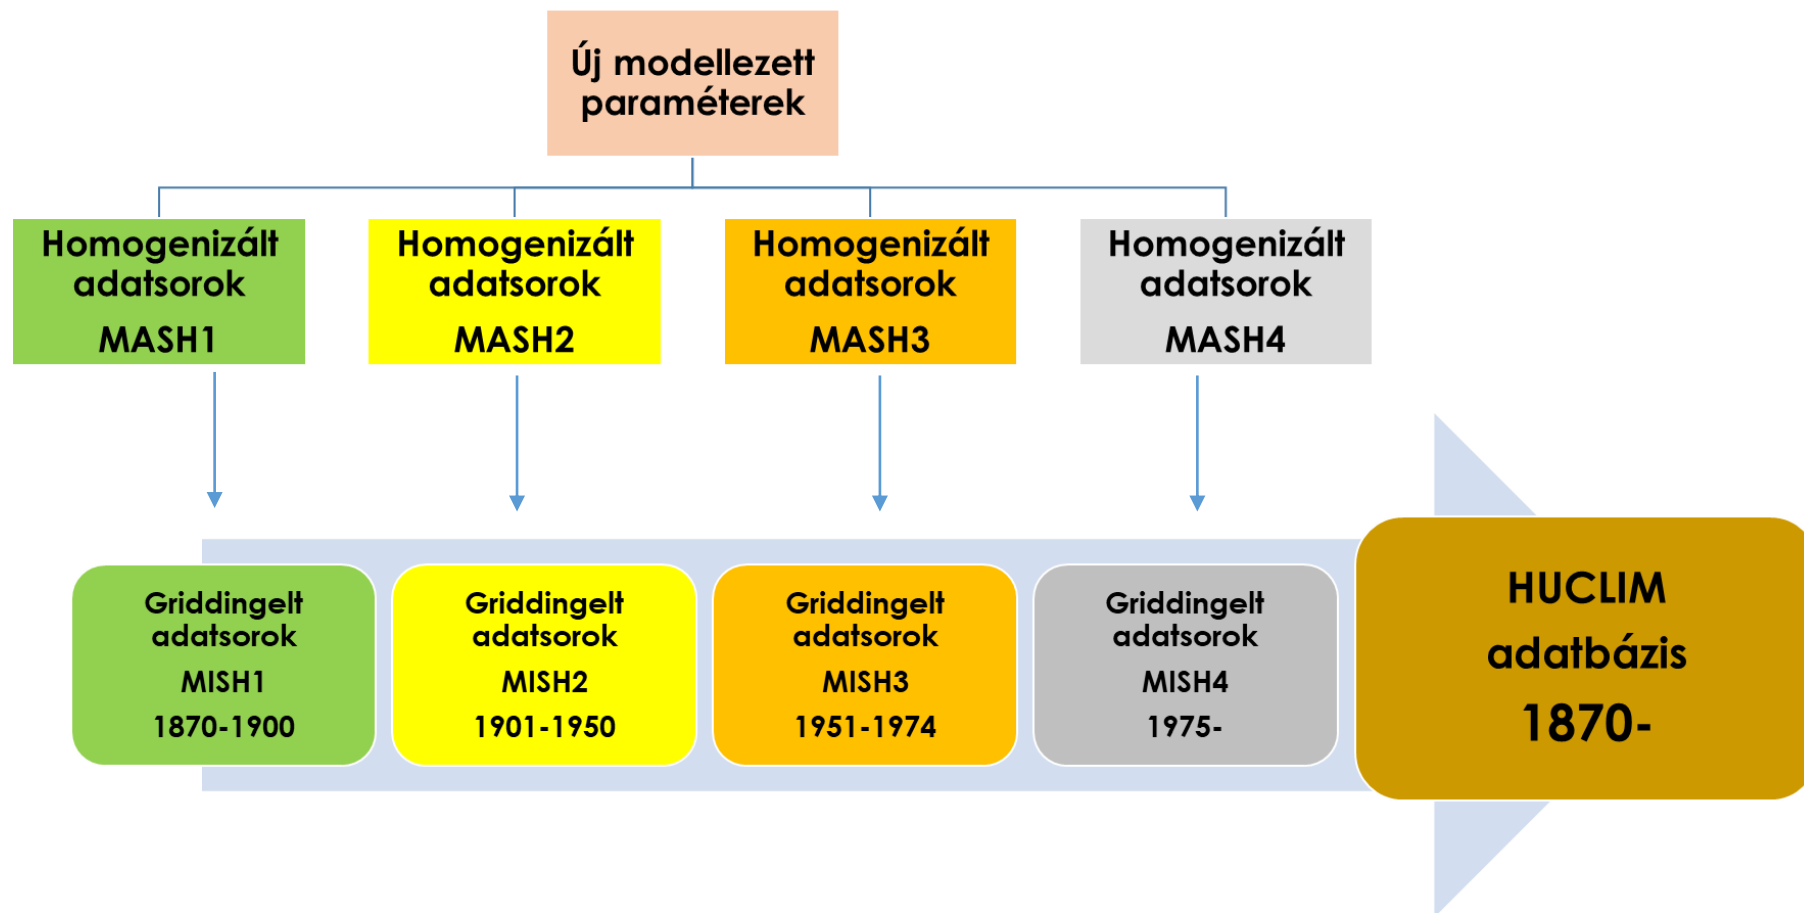 Új modellezett
paraméterek
Homogenizált
adatsorok
MASH1
Homogenizált
adatsorok
MASH2
Homogenizált
adatsorok
MASH3
Homogenizált
adatsorok
MASH4
Griddingelt
adatsorok
MISH1
1870-1900
Griddingelt
adatsorok
MISH2
1901-1950
Griddingelt
adatsorok
MISH3
1951-1974
Griddingelt
adatsorok
MISH4
1975-
HUCLIM
adatbázis
1870-